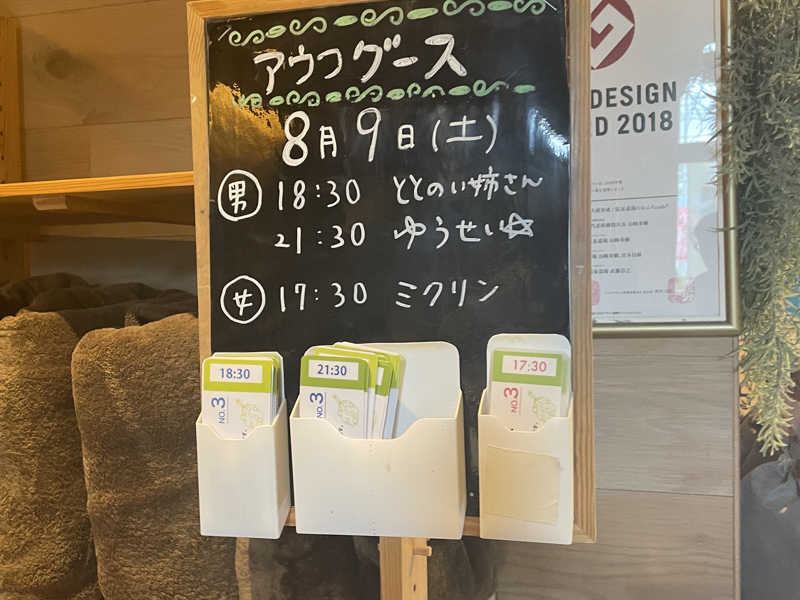 アウフグース
8月9日(土)
男 18:30 ととのい姉さん
21:30 ゆうせい☆
女 17:30 ミクリン
18:30
NO.3
21:30
NO.3
17:30
NO.3
DESIGN
2018